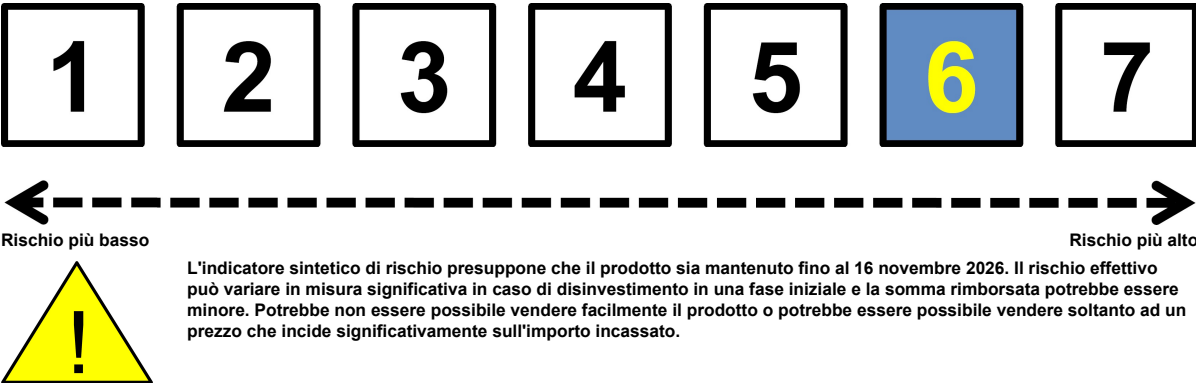 1 2 3 4 5 6 7
Rischio più basso Rischio più alto
!
L'indicatore sintetico di rischio presuppone che il prodotto sia mantenuto fino al 16 novembre 2026. Il rischio effettivo
può variare in misura significativa in caso di disinvestimento in una fase iniziale e la somma rimborsata potrebbe essere
minore. Potrebbe non essere possibile vendere facilmente il prodotto o potrebbe essere possibile vendere soltanto ad un
prezzo che incide significativamente sull'importo incassato.